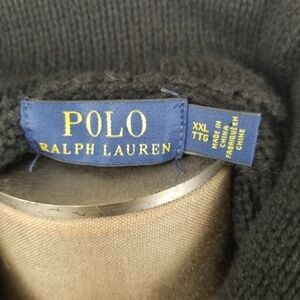 POLO
RALPH LAUREN
XXL
TTG
MADE IN
CHINA
FABRIQUÉ EN
CHINE